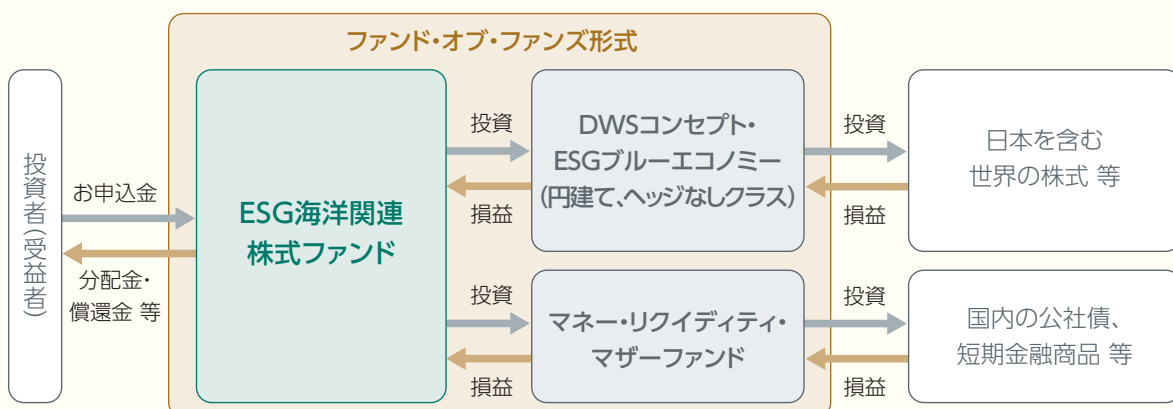 ファンド・オブ・ファンズ形式
投資者(受益者)
お申込金
分配金・
償還金 等
ESG海洋関連
株式ファンド
投資
損益
DWSコンセプト・
ESGブルーエコノミー
(円建て、ヘッジなしクラス)
投資
損益
日本を含む
世界の株式 等
投資
損益
マネー・リクイディティ・
マザーファンド
投資
損益
国内の公社債、
短期金融商品 等